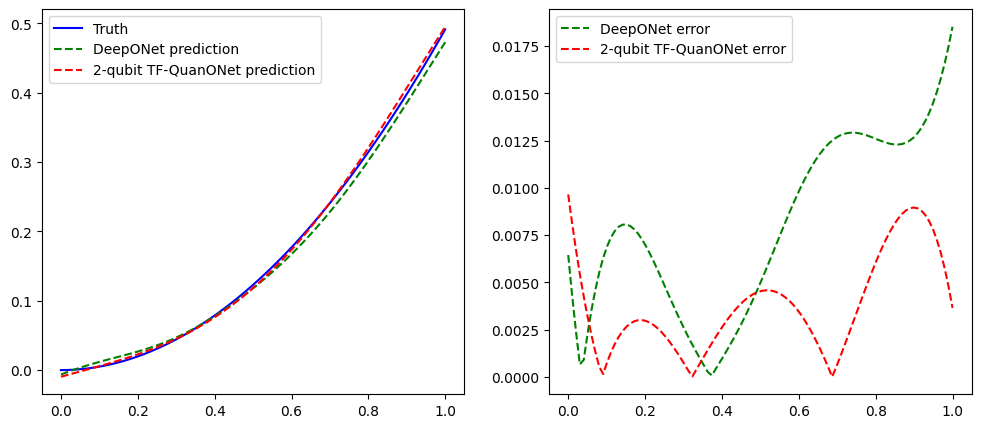 Truth
DeepONet prediction
2-qubit TF-QuanONet prediction
0.5
0.4
0.3
0.2
0.1
0.0
0.0 0.2 0.4 0.6 0.8 1.0
DeepONet error
2-qubit TF-QuanONet error
0.0175
0.0150
0.0125
0.0100
0.0075
0.0050
0.0025
0.0000
0.0 0.2 0.4 0.6 0.8 1.0